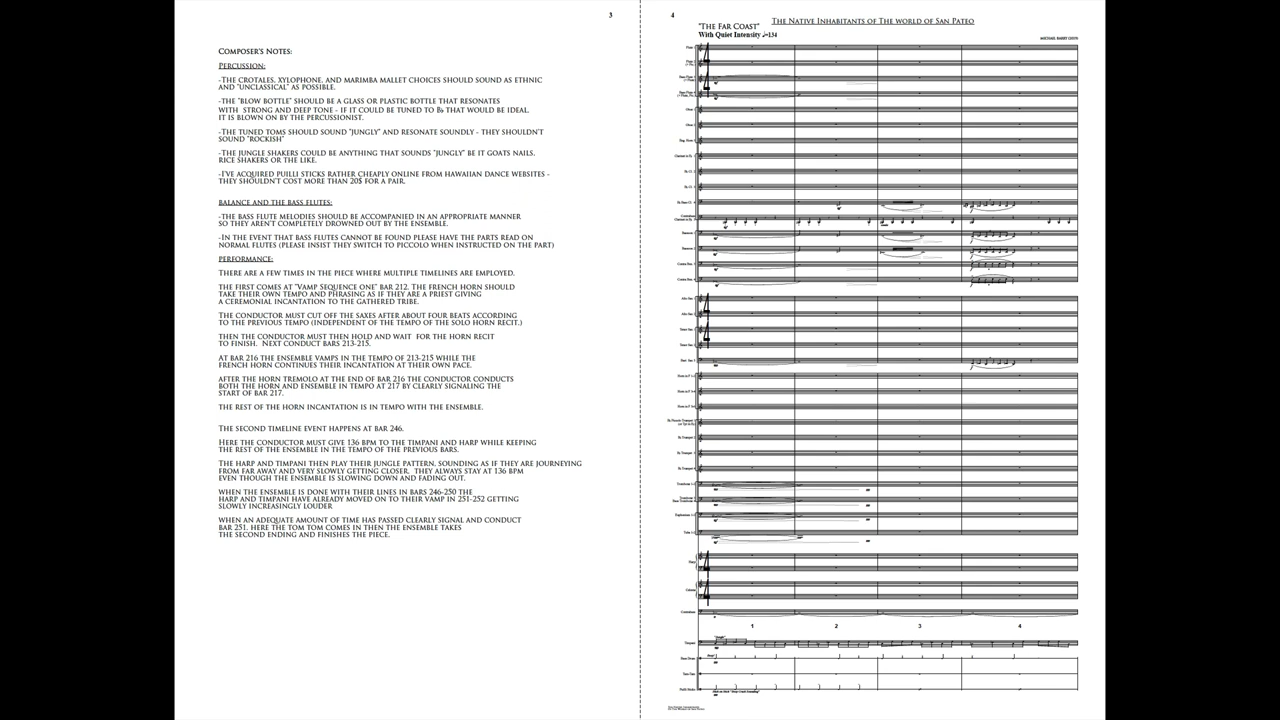 3
COMPOSER'S NOTES:
PERCUSSION:
-THE CROTALES, XYLOPHONE, AND MARIMBA MALLET CHOICES SHOULD SOUND AS ETHNIC
AND "UNCLASSICAL" AS POSSIBLE.
-THE "BLOW BOTTLE" SHOULD BE A GLASS OR PLASTIC BOTTLE THAT RESONATES
WITH STRONG AND DEEP TONE - IF IT COULD BE TUNED TO B♭ THAT WOULD BE IDEAL.
IT IS BLOWN ON BY THE PERCUSSIONIST.
-THE TUNED TOMS SHOULD SOUND "JUNGLY" AND RESONATE SOUNDLY - THEY SHOULDN'T
SOUND "ROCKISH"
-THE JUNGLE SHAKERS COULD BE ANYTHING THAT SOUNDS "JUNGLY" BE IT GOATS NAILS,
RICE SHAKERS OR THE LIKE.
-I'VE ACQUIRED PUILLI STICKS RATHER CHEAPLY ONLINE FROM HAWAIIAN DANCE WEBSITES -
THEY SHOULDN'T COST MORE THAN 20$ FOR A PAIR.
BALANCE AND THE BASS FLUTES:
-THE BASS FLUTE MELODIES SHOULD BE ACCOMPANIED IN AN APPROPRIATE MANNER
SO THEY AREN'T COMPLETELY DROWNED OUT BY THE ENSEMBLE.
-IN THE EVENT THAT BASS FLUTES CANNOT BE FOUND PLEASE HAVE THE PARTS READ ON
NORMAL FLUTES (PLEASE INSIST THEY SWITCH TO PICCOLO WHEN INSTRUCTED ON THE PART)
PERFORMANCE:
THERE ARE A FEW TIMES IN THE PIECE WHERE MULTIPLE TIMELINES ARE EMPLOYED.
THE FIRST COMES AT "VAMP SEQUENCE ONE" BAR 212. THE FRENCH HORN SHOULD
TAKE THEIR OWN TEMPO AND PHRASING AS IF THEY ARE A PRIEST GIVING
A CEREMONIAL INCANTATION TO THE GATHERED TRIBE.
THE CONDUCTOR MUST CUT OFF THE SAXES AFTER ABOUT FOUR BEATS ACCORDING
TO THE PREVIOUS TEMPO (INDEPENDENT OF THE TEMPO OF THE SOLO HORN RECIT.)
THEN THE CONDUCTOR MUST THEN HOLD AND WAIT FOR THE HORN RECIT
TO FINISH. NEXT CONDUCT BARS 213-215.
AT BAR 216 THE ENSEMBLE VAMPS IN THE TEMPO OF 213-215 WHILE THE
FRENCH HORN CONTINUES THEIR INCANTATION AT THEIR OWN PACE.
AFTER THE HORN TREMOLO AT THE END OF BAR 216 THE CONDUCTOR CONDUCTS
BOTH THE HORN AND ENSEMBLE IN TEMPO AT 217 BY CLEARLY SIGNALING THE
START OF BAR 217.
THE REST OF THE HORN INCANTATION IS IN TEMPO WITH THE ENSEMBLE.
THE SECOND TIMELINE EVENT HAPPENS AT BAR 246.
HERE THE CONDUCTOR MUST GIVE 136 BPM TO THE TIMPANI AND HARP WHILE KEEPING
THE REST OF THE ENSEMBLE IN THE TEMPO OF THE PREVIOUS BARS.
THE HARP AND TIMPANI THEN PLAY THEIR JUNGLE PATTERN, SOUNDING AS IF THEY ARE JOURNEYING
FROM FAR AWAY AND VERY SLOWLY GETTING CLOSER. THEY ALWAYS STAY AT 136 BPM
EVEN THOUGH THE ENSEMBLE IS SLOWING DOWN AND FADING OUT.
WHEN THE ENSEMBLE IS DONE WITH THEIR LINES IN BARS 246-250 THE
HARP AND TIMPANI HAVE ALREADY MOVED ON TO THEIR VAMP IN 251-252 GETTING
SLOWLY INCREASINGLY LOUDER
WHEN AN ADEQUATE AMOUNT OF TIME HAS PASSED CLEARLY SIGNAL AND CONDUCT
BAR 251. HERE THE TOM TOM COMES IN THEN THE ENSEMBLE TAKES
THE SECOND ENDING AND FINISHES THE PIECE.
4
THE NATIVE INHABITANTS OF THE WORLD OF SAN PATEO
"THE FAR COAST"
With Quiet Intensity ♩=134
1 2 3 4